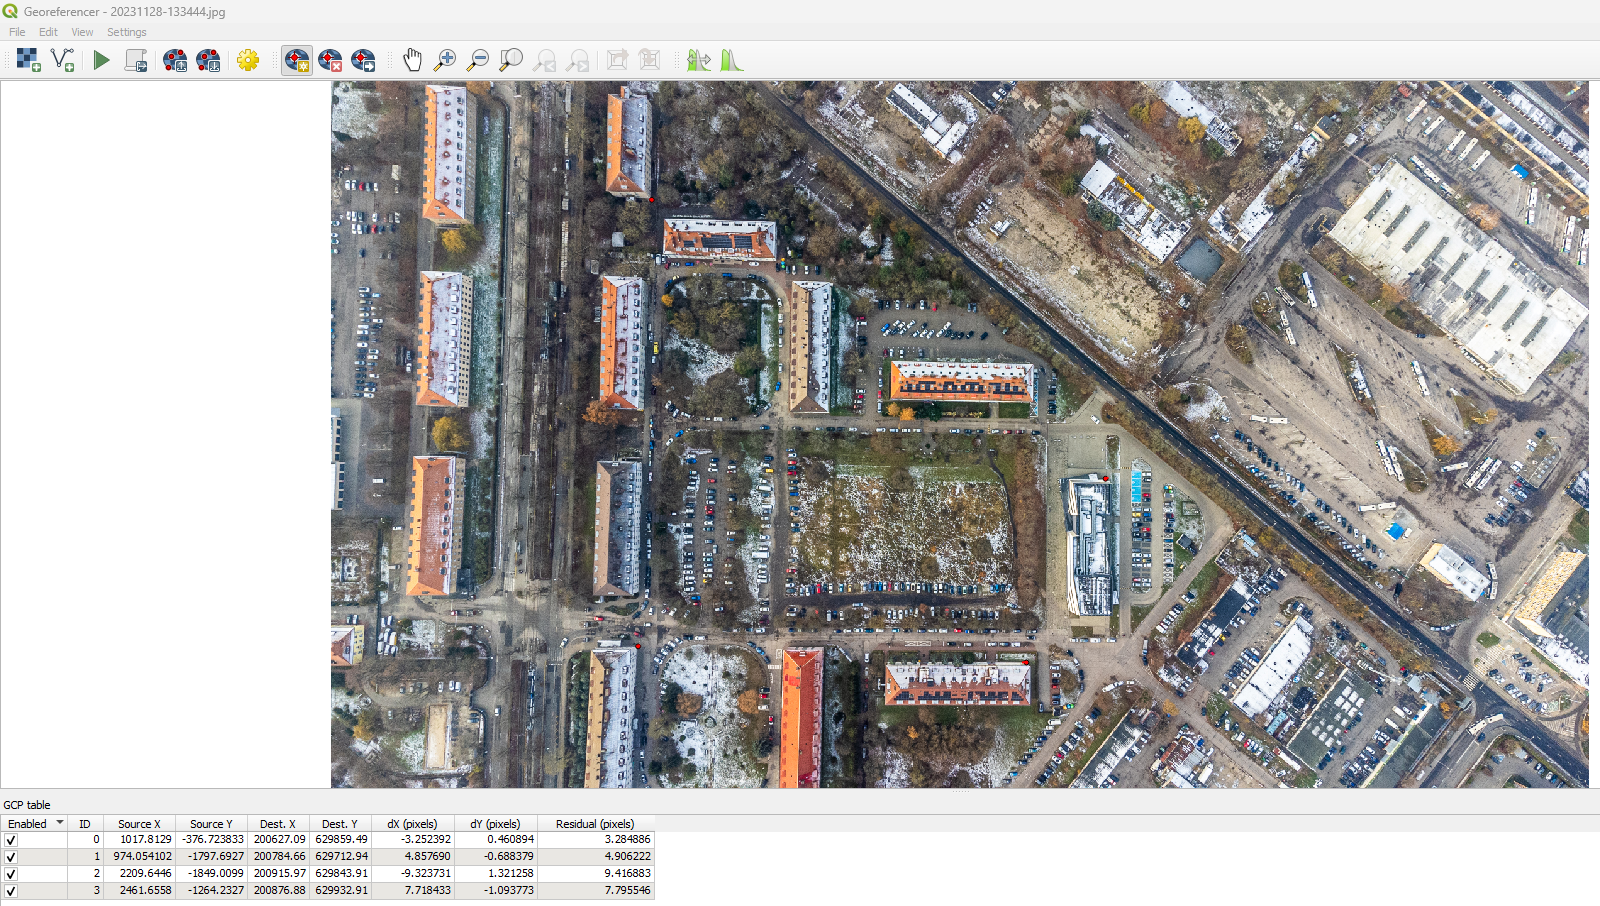 Georeferencer - 20231128-133444.jpg
File Edit View Settings
GCP table
Enabled ID Source X Source Y Dest. X Dest. Y dX (pixels) dY (pixels) Residual (pixels)
0 1017.8129 -376.723833 200627.09 629859.49 -3.252392 0.460894 3.284886
1 974.054102 -1797.6927 200784.66 629712.94 4.857690 -0.688379 4.906222
2 2209.6446 -1849.0099 200915.97 629843.91 -9.323731 1.321258 9.416883
3 2461.6558 -1264.2327 200876.88 629932.91 7.718433 -1.093773 7.795546